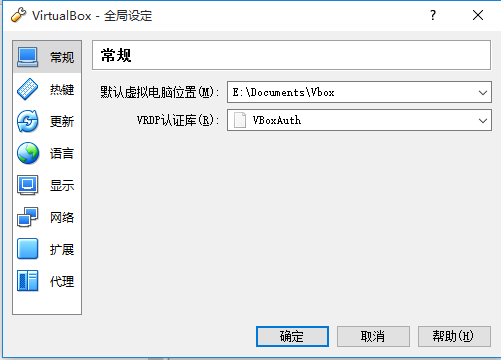 VirtualBox - 全局设定
常规
热键
更新
语言
显示
网络
扩展
代理
常规
默认虚拟电脑位置(M): E:\Documents\Vbox
VRDP认证库(R): VBoxAuth
确定 取消 帮助(H)